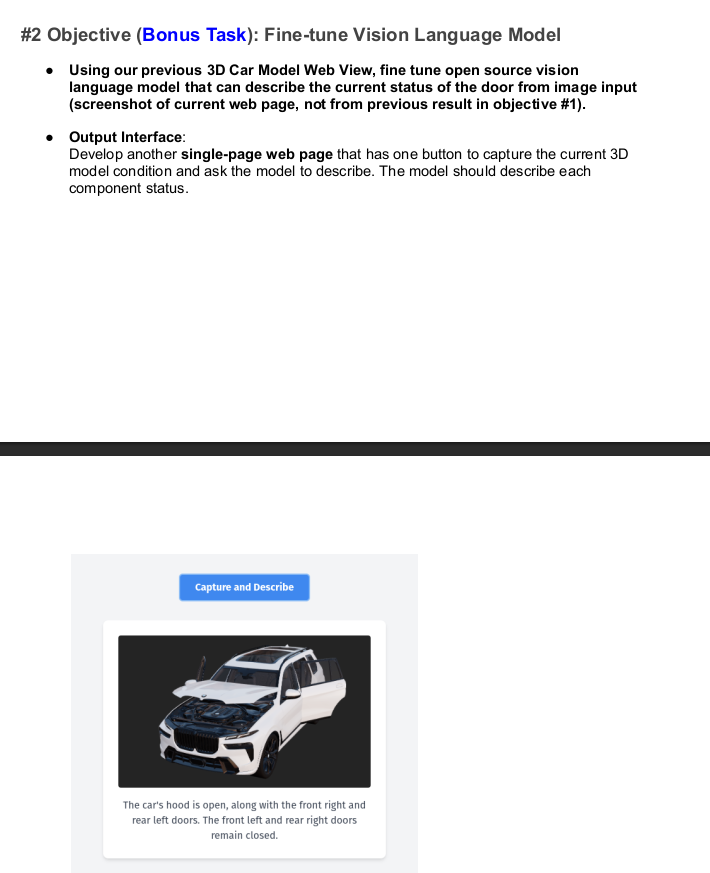 #2 Objective (Bonus Task): Fine-tune Vision Language Model
● Using our previous 3D Car Model Web View, fine tune open source vision
language model that can describe the current status of the door from image input
(screenshot of current web page, not from previous result in objective #1).
● Output Interface:
Develop another single-page web page that has one button to capture the current 3D
model condition and ask the model to describe. The model should describe each
component status.
Capture and Describe
The car's hood is open, along with the front right and
rear left doors. The front left and rear right doors
remain closed.